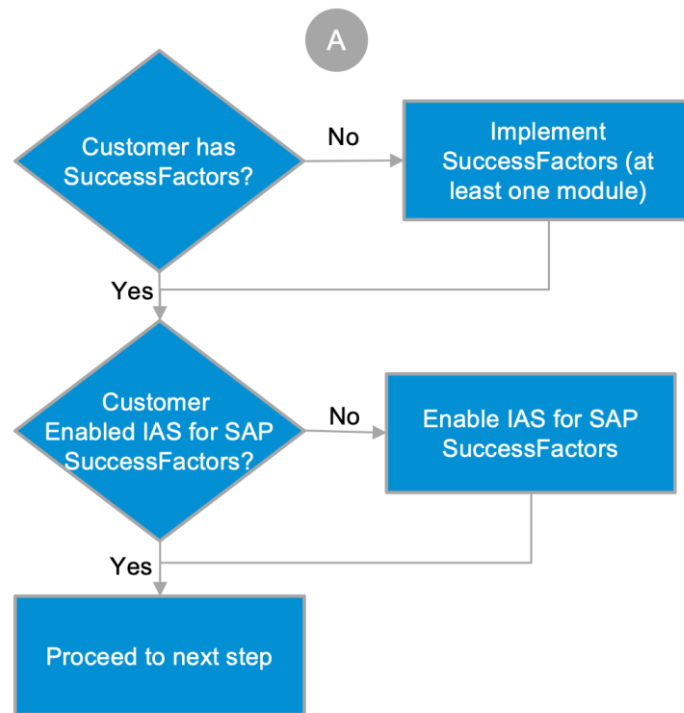 A
Customer has
SuccessFactors?
No
Implement
SuccessFactors (at
least one module)
Yes
Customer
Enabled IAS for SAP
SuccessFactors?
No
Enable IAS for SAP
SuccessFactors
Yes
Proceed to next step